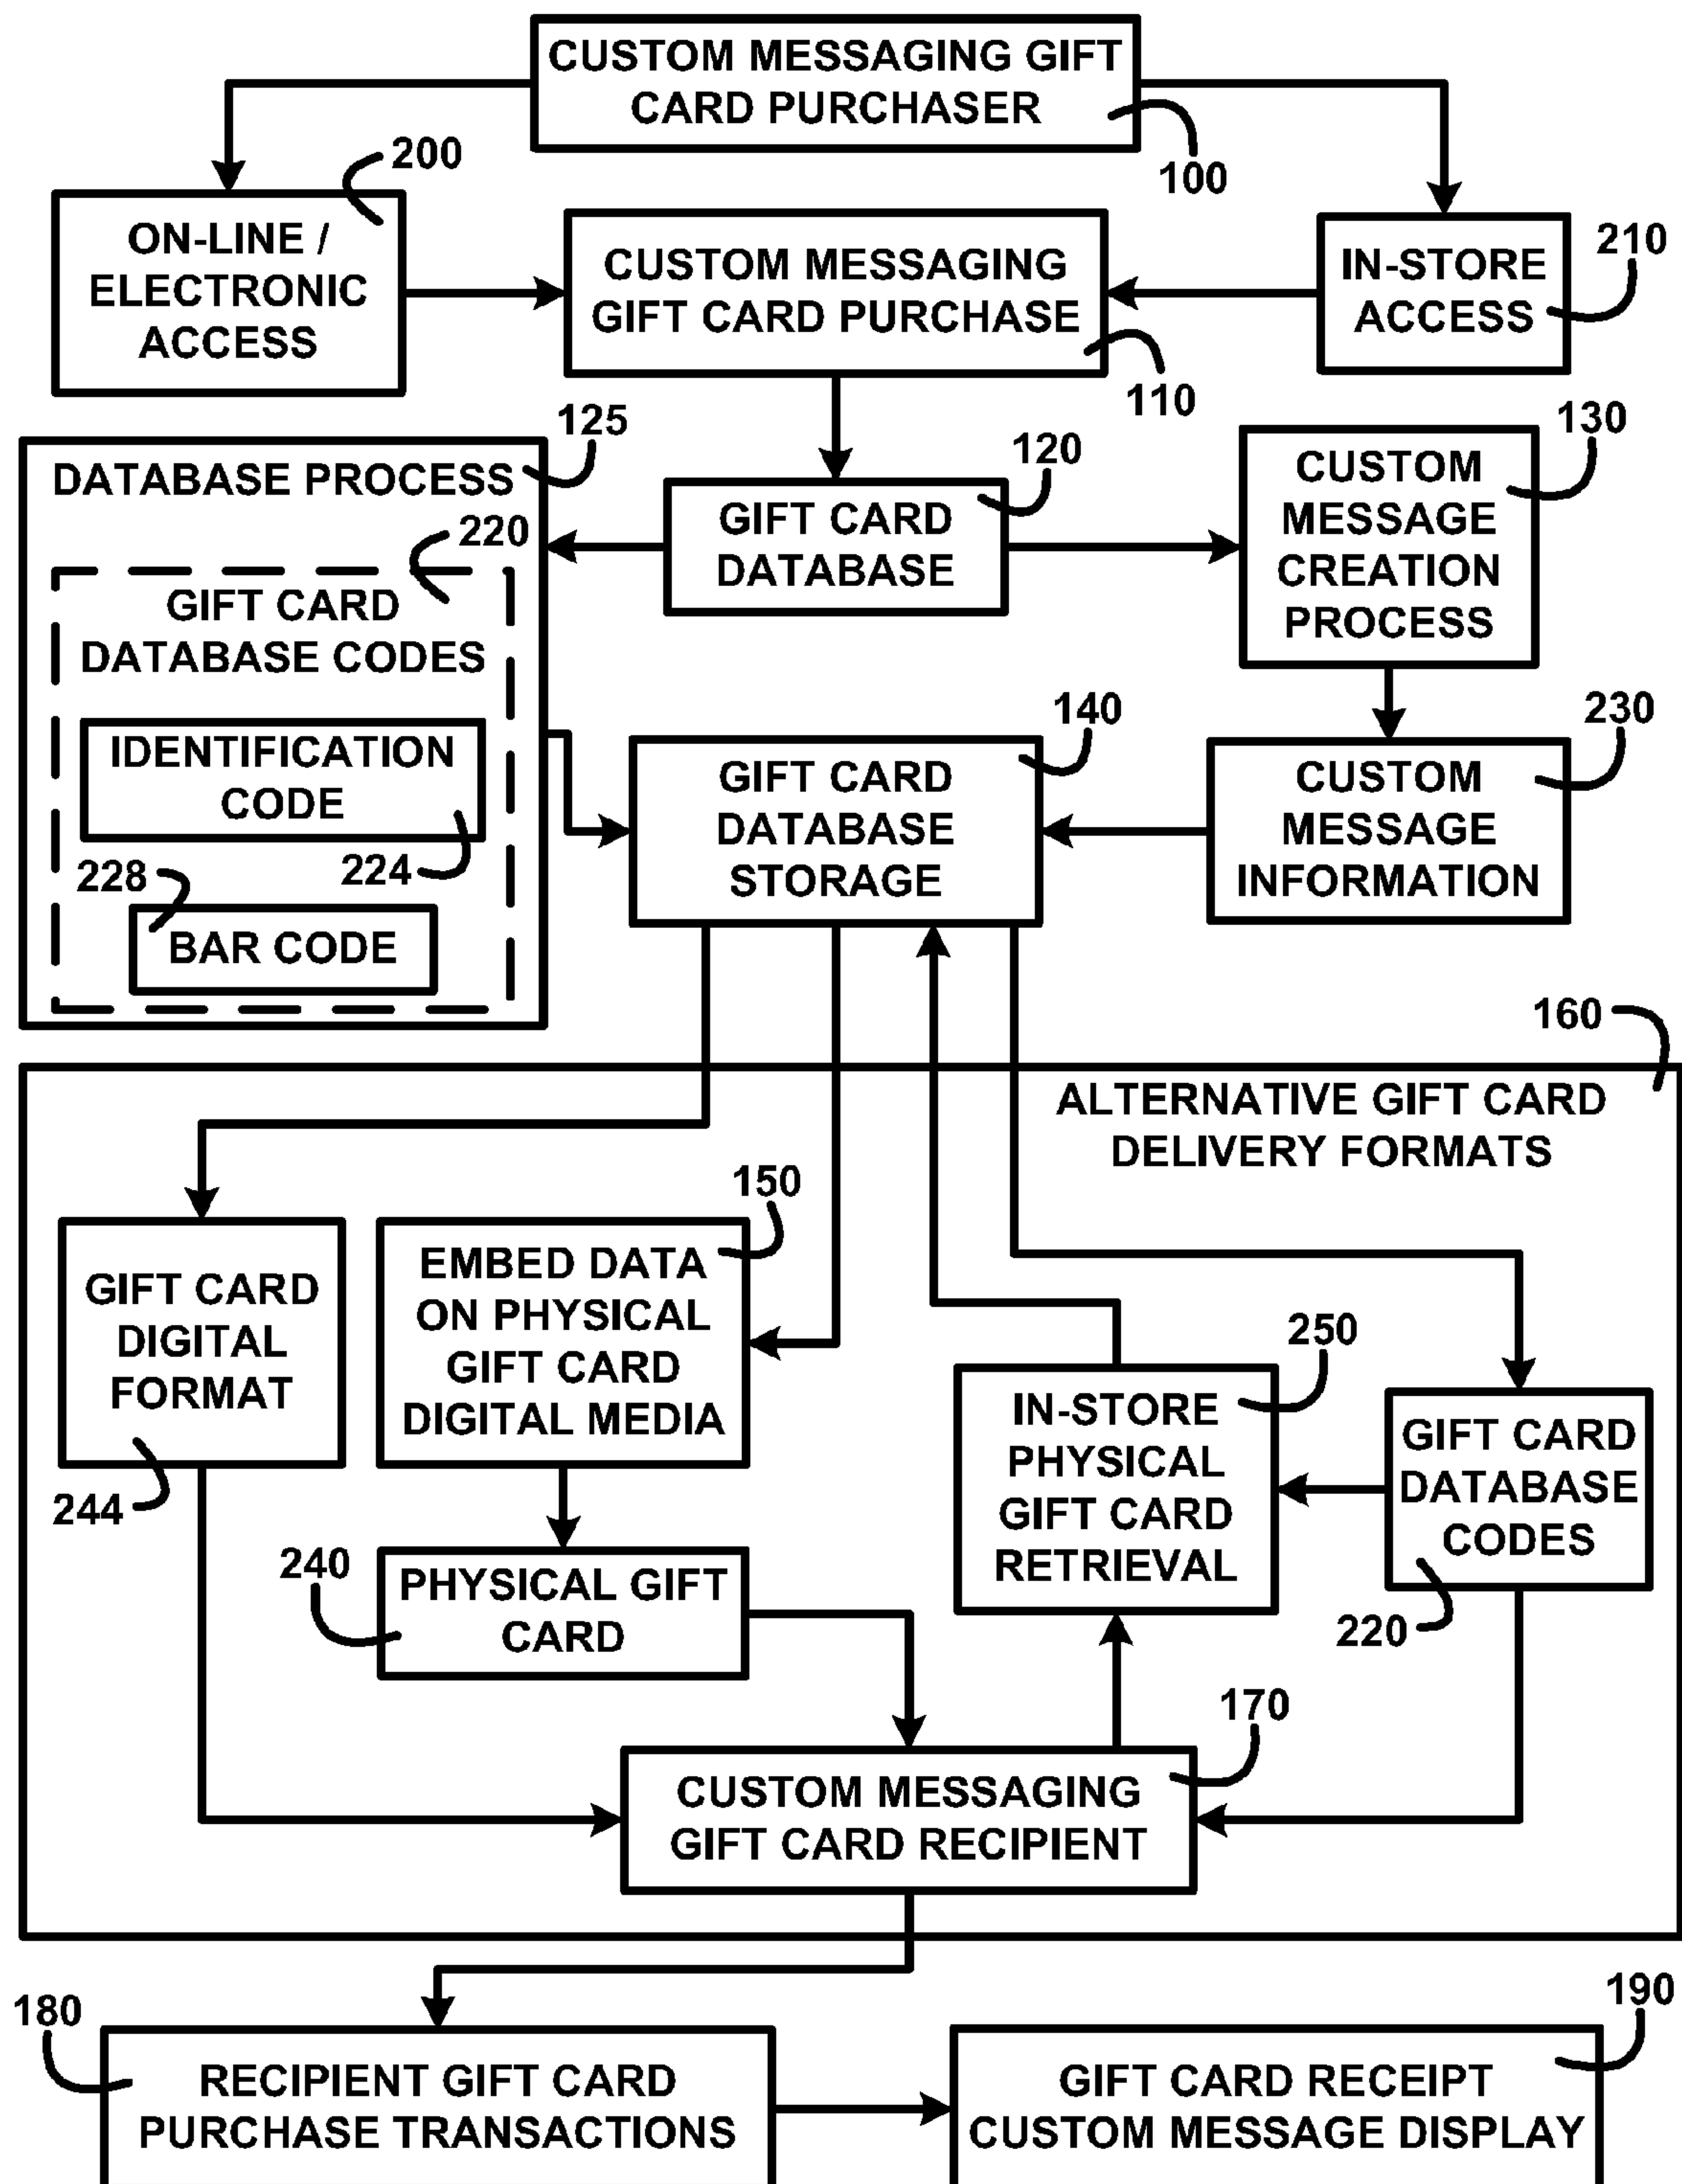 CUSTOM MESSAGING GIFT
CARD PURCHASER
100
200
ON-LINE /
ELECTRONIC
ACCESS
CUSTOM MESSAGING
GIFT CARD PURCHASE
110
IN-STORE
ACCESS
210
125
DATABASE PROCESS
220
GIFT CARD
DATABASE CODES
IDENTIFICATION
CODE
224
228
BAR CODE
120
GIFT CARD
DATABASE
130
CUSTOM
MESSAGE
CREATION
PROCESS
140
GIFT CARD
DATABASE
STORAGE
230
CUSTOM
MESSAGE
INFORMATION
160
ALTERNATIVE GIFT CARD
DELIVERY FORMATS
GIFT CARD
DIGITAL
FORMAT
244
150
EMBED DATA
ON PHYSICAL
GIFT CARD
DIGITAL MEDIA
240
PHYSICAL GIFT
CARD
250
IN-STORE
PHYSICAL
GIFT CARD
RETRIEVAL
GIFT CARD
DATABASE
CODES
220
170
CUSTOM MESSAGING
GIFT CARD RECIPIENT
180
RECIPIENT GIFT CARD
PURCHASE TRANSACTIONS
190
GIFT CARD RECEIPT
CUSTOM MESSAGE DISPLAY